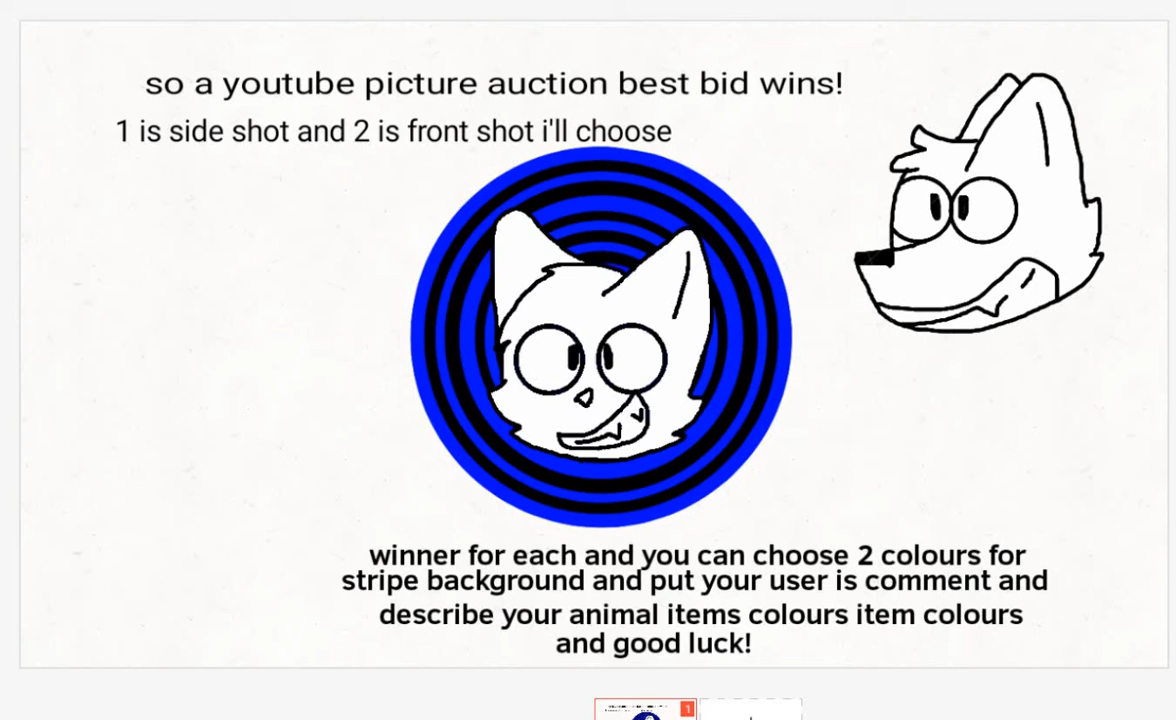 so a youtube picture auction best bid wins!
1 is side shot and 2 is front shot i'll choose
winner for each and you can choose 2 colours for
stripe background and put your user is comment and
describe your animal items colours item colours
and good luck!
1